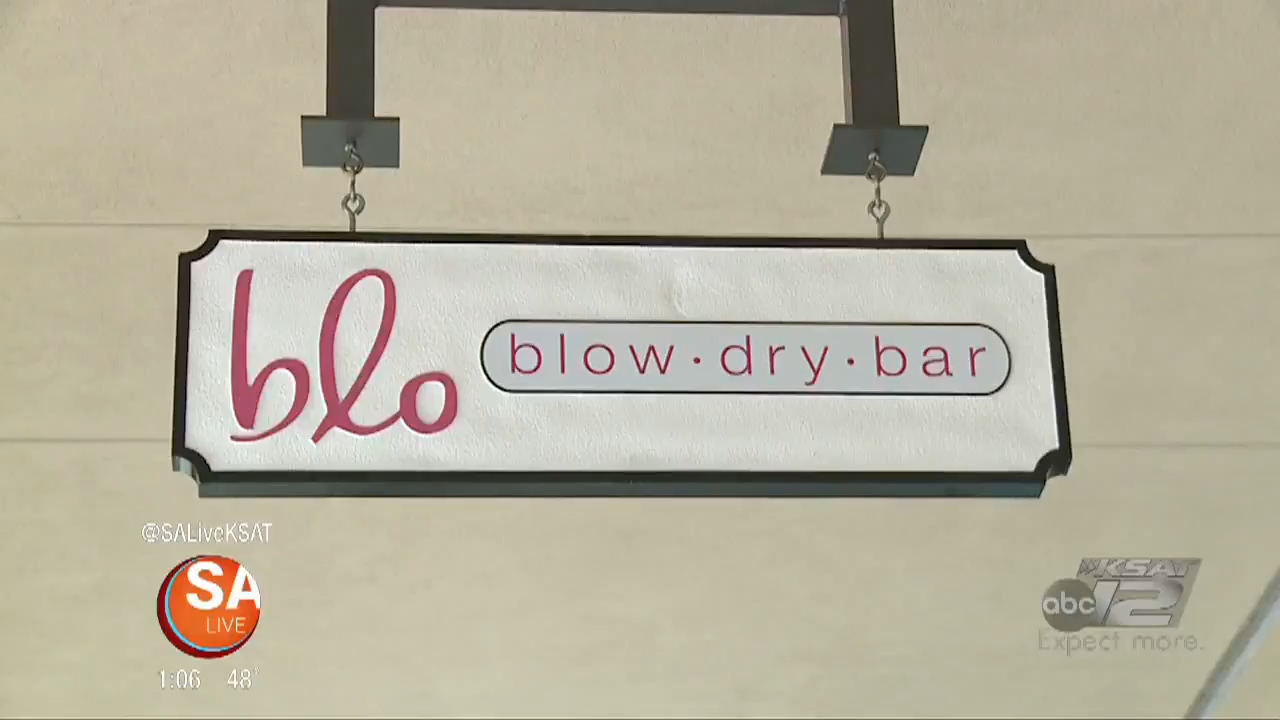 blo
blow·dry·bar
@SALiveKSAT
SA
LIVE
1:06 48°
KSAT
abc 12
Expect more.